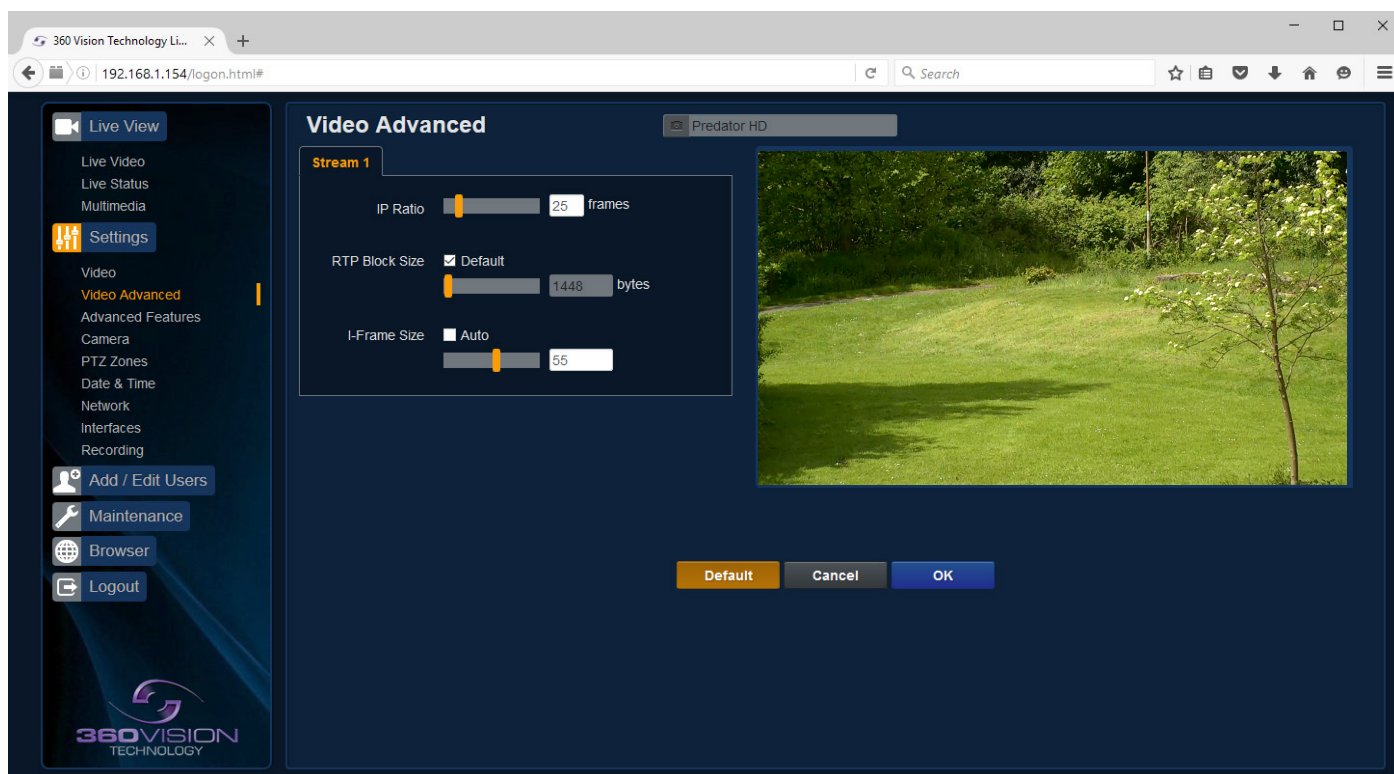 360 Vision Technology Li...
192.168.1.154/logon.html#
Search
Live View
Live Video
Live Status
Multimedia
Settings
Video
Video Advanced
Advanced Features
Camera
PTZ Zones
Date & Time
Network
Interfaces
Recording
Add / Edit Users
Maintenance
Browser
Logout
360VISION
TECHNOLOGY
Video Advanced
Predator HD
Stream 1
IP Ratio 25 frames
RTP Block Size Default
1448 bytes
I-Frame Size Auto
55
Default Cancel OK